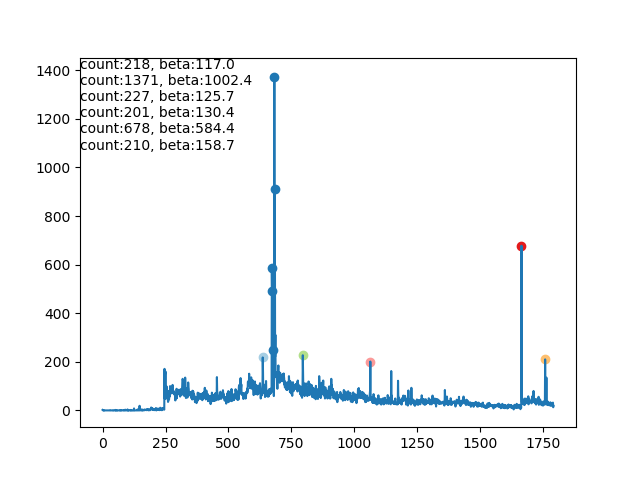 count:218, beta:117.0
count:1371, beta:1002.4
count:227, beta:125.7
count:201, beta:130.4
count:678, beta:584.4
count:210, beta:158.7
1400
1200
1000
800
600
400
200
0
0 250 500 750 1000 1250 1500 1750